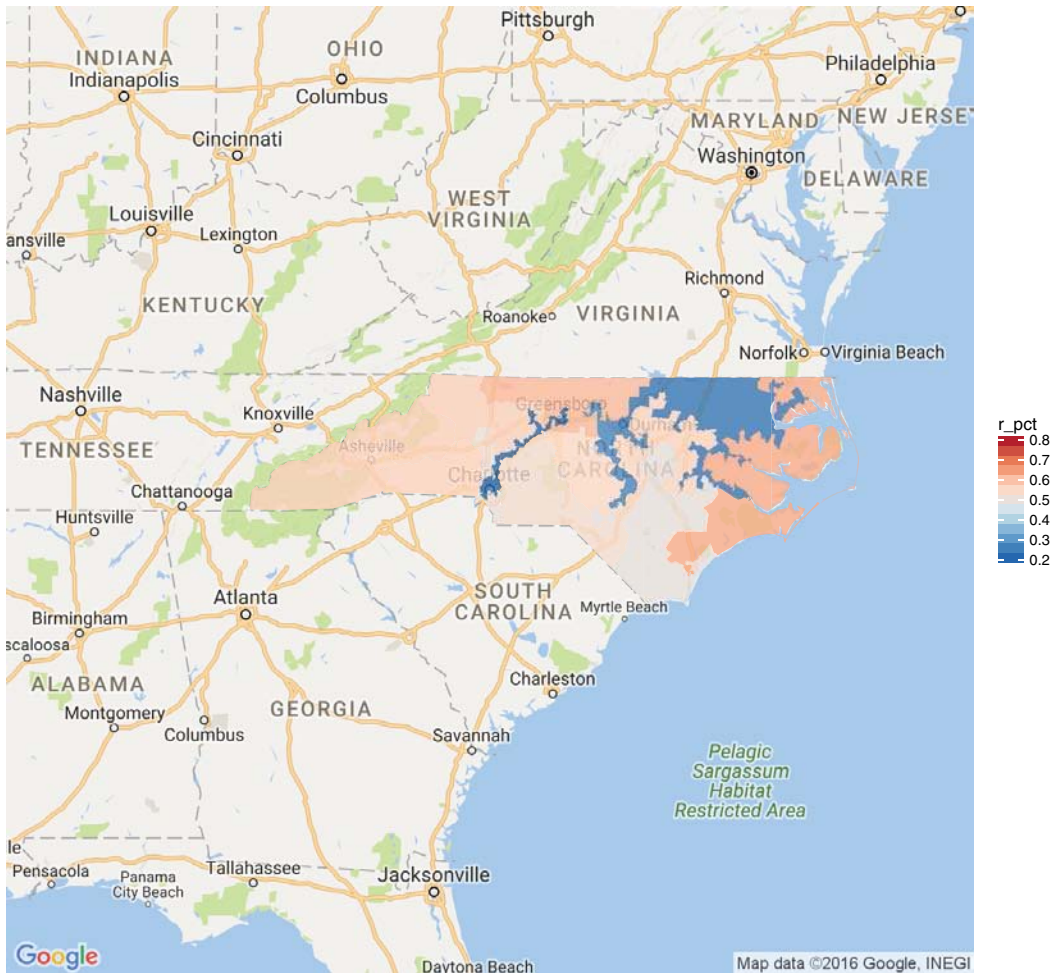 Pittsburgh
OHIO
INDIANA
Indianapolis
Columbus
Philadelphia
MARYLAND
NEW JERSE
Cincinnati
Washington
DELAWARE
WEST
VIRGINIA
Louisville
Lexington
ansville
Richmond
KENTUCKY
Roanoke
VIRGINIA
Norfolk
Virginia Beach
Nashville
Knoxville
Greensboro
Durham
TENNESSEE
Asheville
NORTH
CAROLINA
Charlotte
Chattanooga
Huntsville
Atlanta
SOUTH
CAROLINA
Myrtle Beach
Birmingham
scaloosa
ALABAMA
Charleston
Montgomery
GEORGIA
Columbus
Savannah
Pelagic
Sargassum
Habitat
Restricted Area
le
Pensacola
Panama
City Beach
Tallahassee
Jacksonville
Daytona Beach
Google
Map data ©2016 Google, INEGI
r_pct
0.8
0.7
0.6
0.5
0.4
0.3
0.2